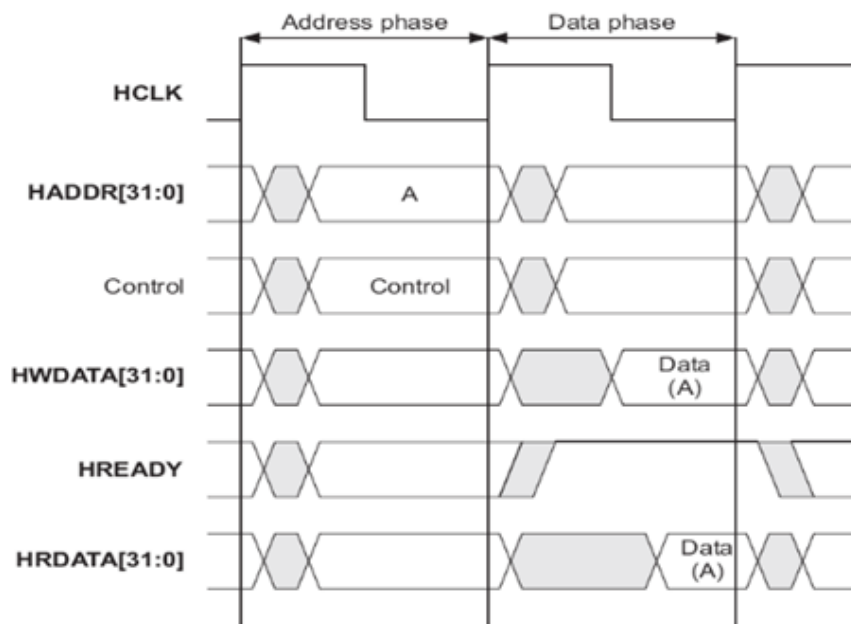 Address phase
Data phase
HCLK
HADDR[31:0]
A
Control
Control
HWDATA[31:0]
Data
(A)
HREADY
HRDATA[31:0]
Data
(A)